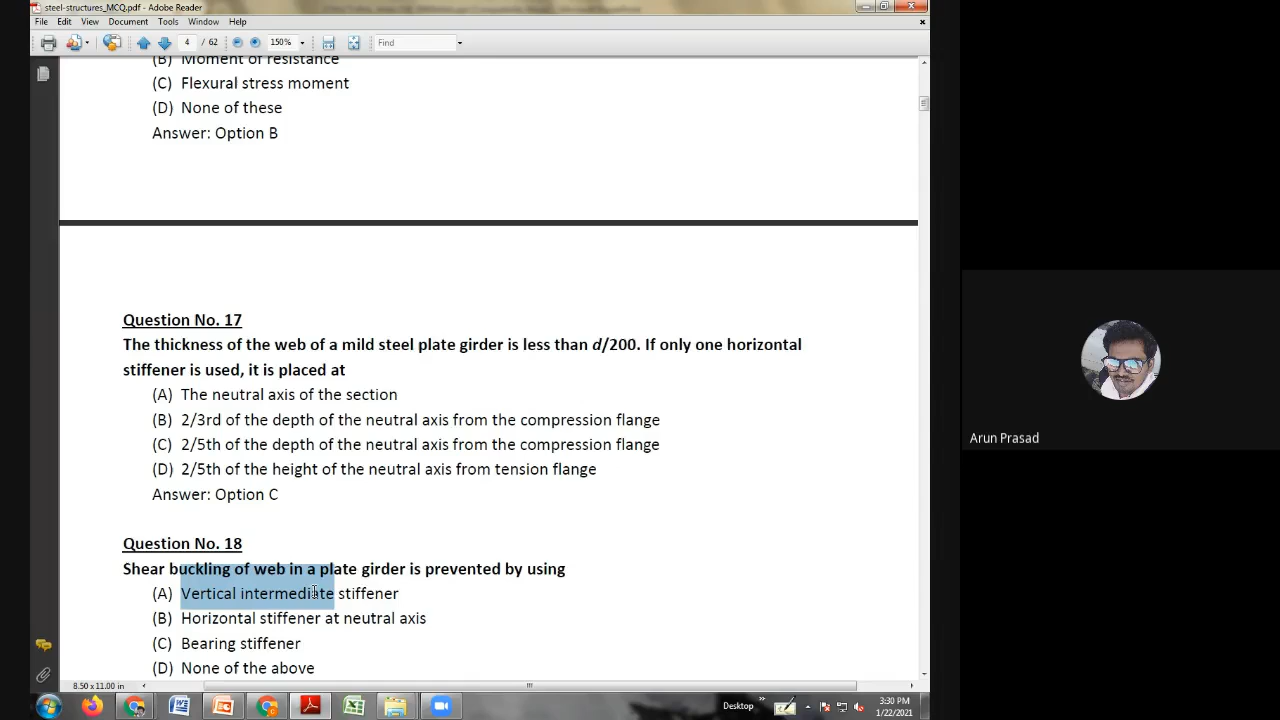 steel-structures_MCQ.pdf - Adobe Reader
File Edit View Document Tools Window Help
4 / 62 150% Find
(B) Moment of resistance
(C) Flexural stress moment
(D) None of these
Answer: Option B
Question No. 17
The thickness of the web of a mild steel plate girder is less than d/200. If only one horizontal
stiffener is used, it is placed at
(A) The neutral axis of the section
(B) 2/3rd of the depth of the neutral axis from the compression flange
(C) 2/5th of the depth of the neutral axis from the compression flange
(D) 2/5th of the height of the neutral axis from tension flange
Answer: Option C
Question No. 18
Shear buckling of web in a plate girder is prevented by using
(A) Vertical intermediate stiffener
(B) Horizontal stiffener at neutral axis
(C) Bearing stiffener
(D) None of the above
8.50 x 11.00 in
Desktop
3:30 PM
1/22/2021
Arun Prasad